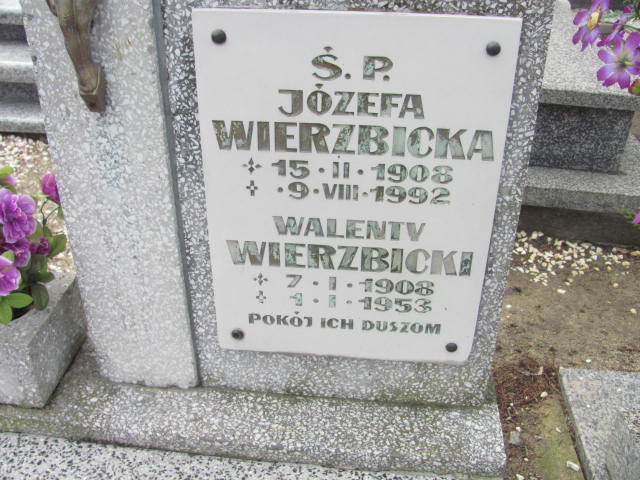 Ś. P.
JÓZEFA
WIERZBICKA
15·II·1908
9·VIII·1992
WALENTY
WIERZBICKI
7·I·1908
1·I·1953
POKÓJ ICH DUSZOM